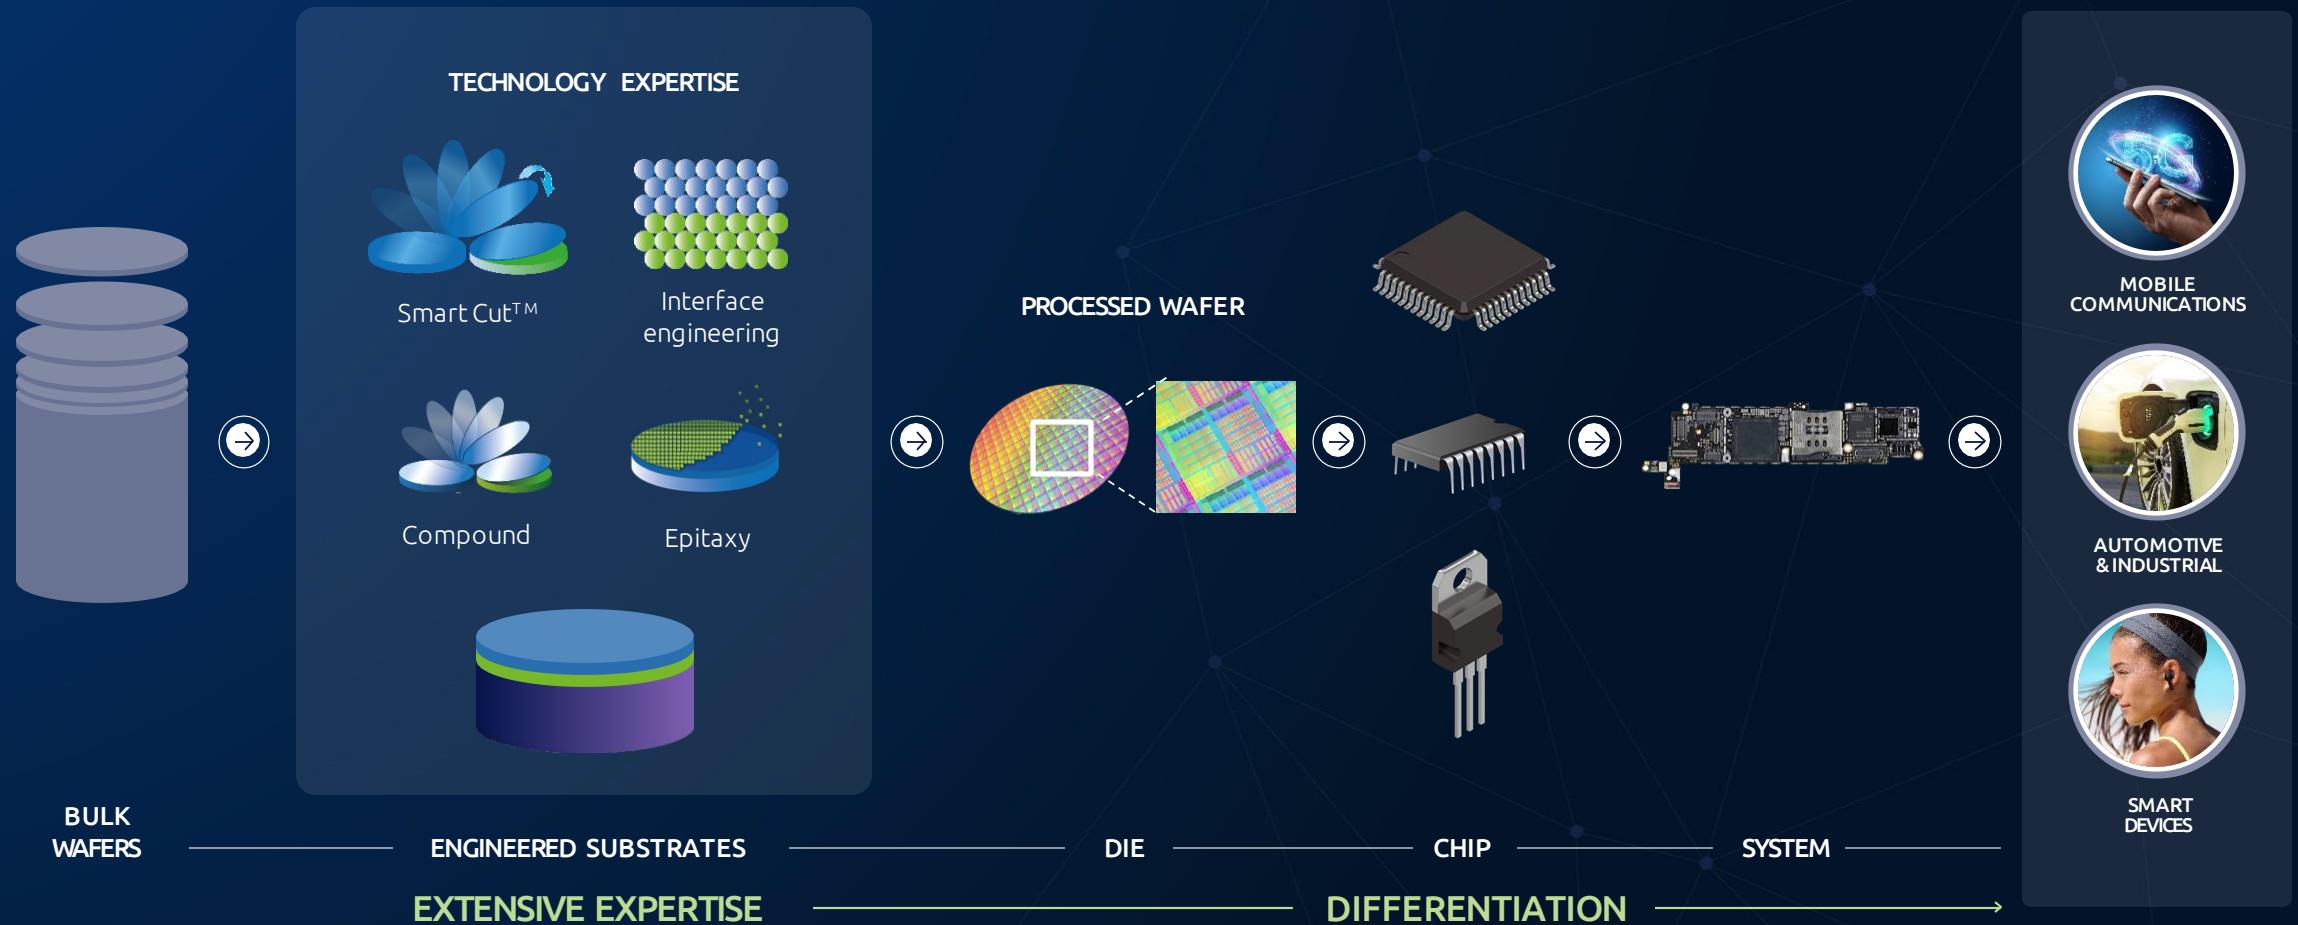 TECHNOLOGY EXPERTISE
Smart Cut™
Interface
engineering
Compound
Epitaxy
PROCESSED WAFER
5G
MOBILE
COMMUNICATIONS
AUTOMOTIVE
& INDUSTRIAL
SMART
DEVICES
BULK
WAFERS
ENGINEERED SUBSTRATES
DIE
CHIP
SYSTEM
EXTENSIVE EXPERTISE
DIFFERENTIATION